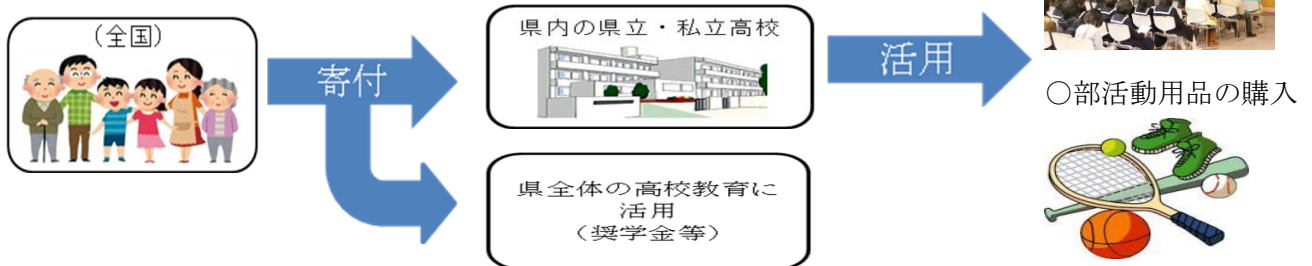 (全国)
寄付
県内の県立・私立高校
活用
○部活動用品の購入
県全体の高校教育に
活用
(奨学金等)